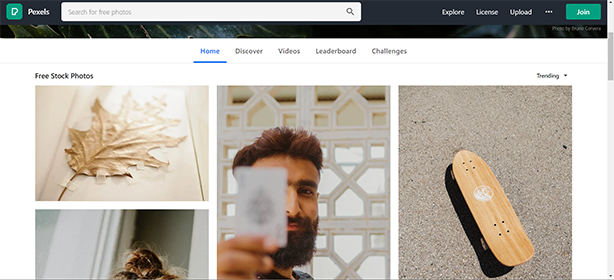 Pexels
Search for free photos
Explore
License
Upload
Join
Photo by Bruno Cervera
Home
Discover
Videos
Leaderboard
Challenges
Free Stock Photos
Trending